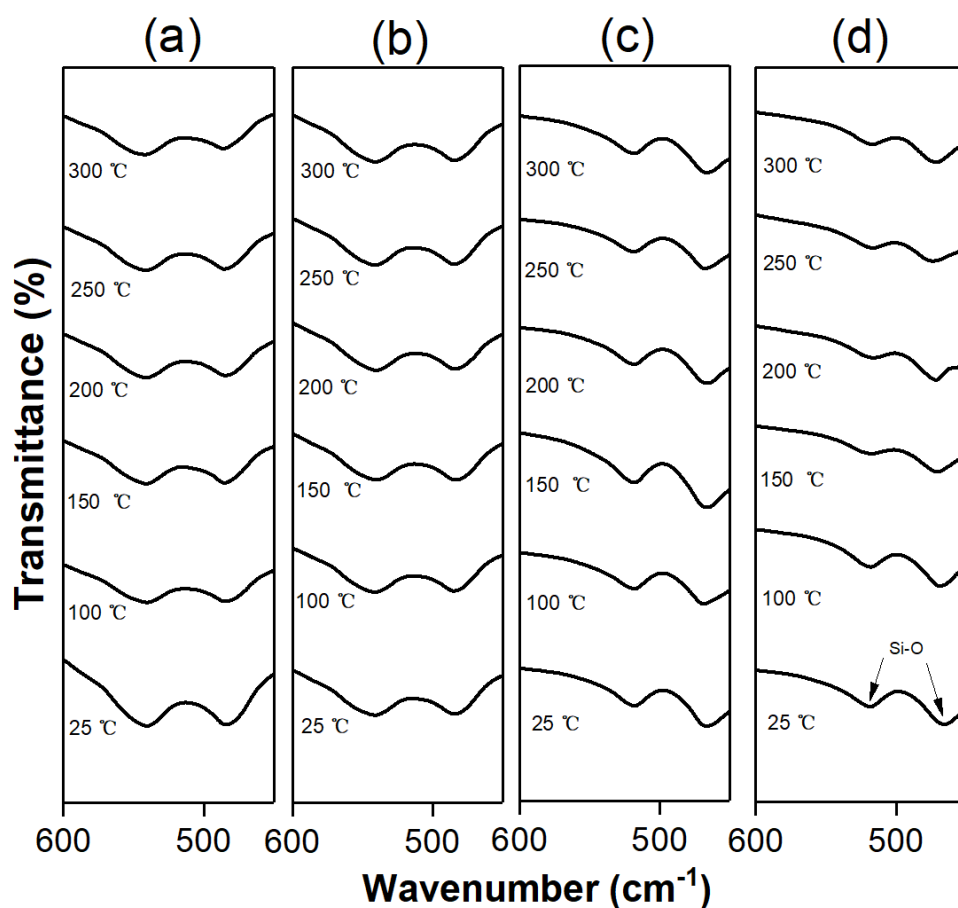 (a) (b) (c) (d)
300 ℃ 300 ℃ 300 ℃ 300 ℃
250 ℃ 250 ℃ 250 ℃ 250 ℃
200 ℃ 200 ℃ 200 ℃ 200 ℃
150 ℃ 150 ℃ 150 ℃ 150 ℃
100 ℃ 100 ℃ 100 ℃ 100 ℃
Si-O
25 ℃ 25 ℃ 25 ℃ 25 ℃
Transmittance (%)
600 500 600 500 600 500 600 500
Wavenumber (cm⁻¹)